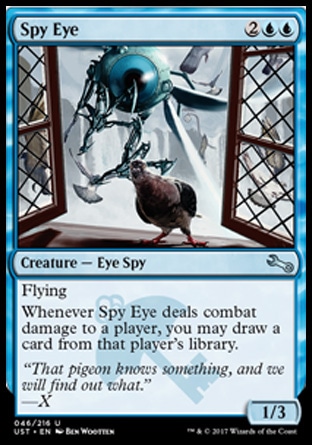 Spy Eye 2
Creature — Eye Spy
Flying
Whenever Spy Eye deals combat
damage to a player, you may draw a
card from that player's library.
"That pigeon knows something, and we
will find out what."
—X
1/3
046/216 U
UST • EN Ben Wootten ™ & © 2017 Wizards of the Coast